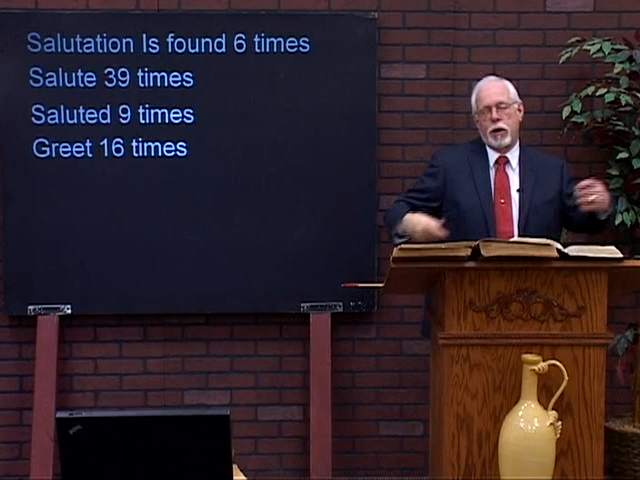 Salutation Is found 6 times
Salute 39 times
Saluted 9 times
Greet 16 times